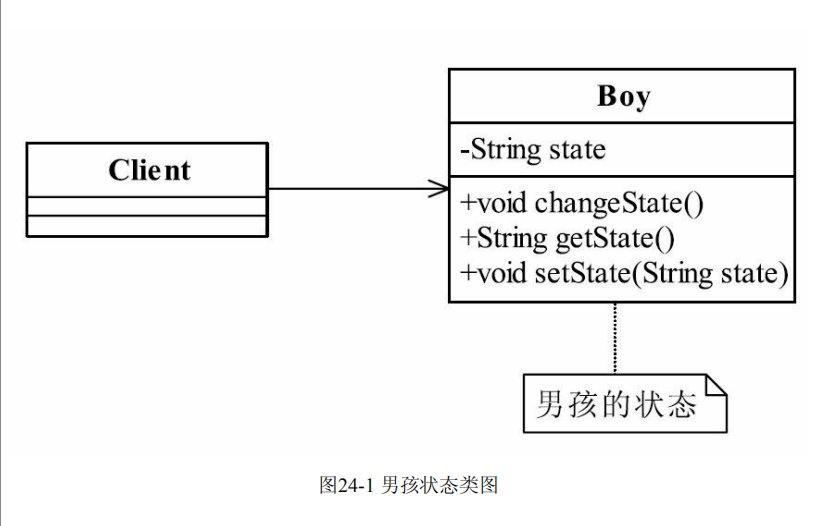 Client
Boy
-String state
+void changeState()
+String getState()
+void setState(String state)
男孩的状态
图24-1 男孩状态类图